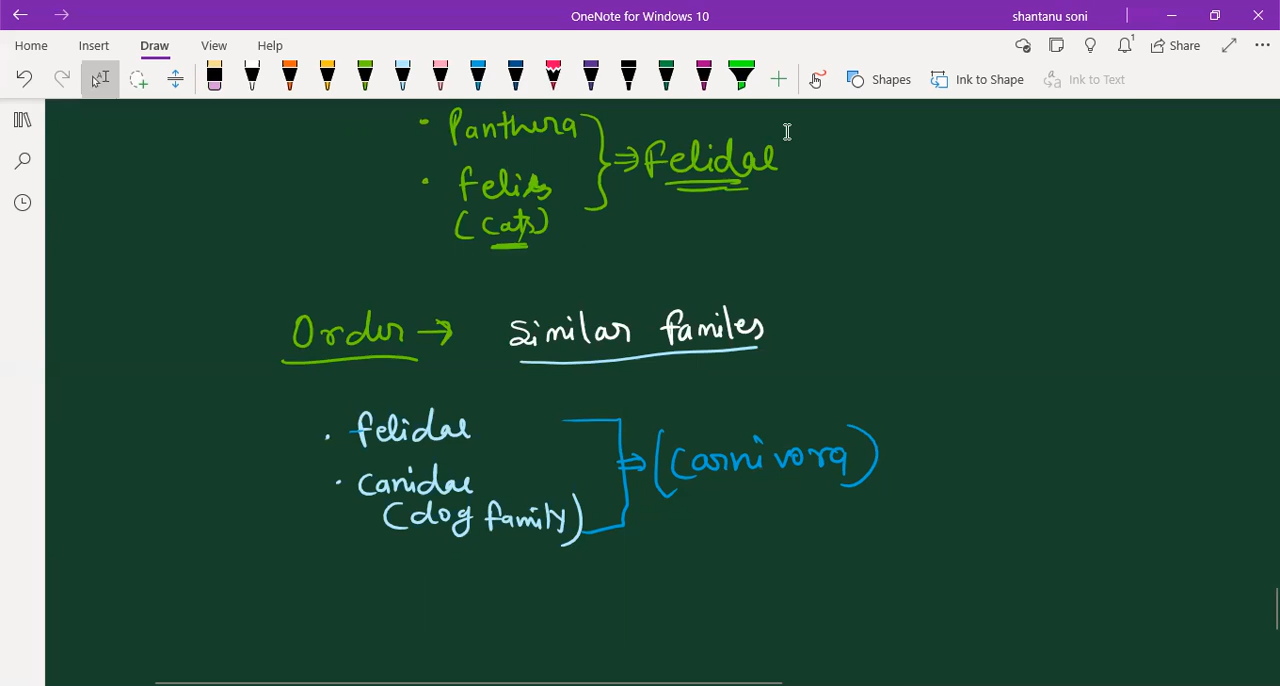 OneNote for Windows 10
shantanu soni
Home Insert Draw View Help
Share
Shapes
Ink to Shape
Ink to Text
• Panthera
• felis
(cats)
⇒ Felidae
Order → Similar familes
• felidae
• canidae
(dog family)
⇒ (Carnivora)